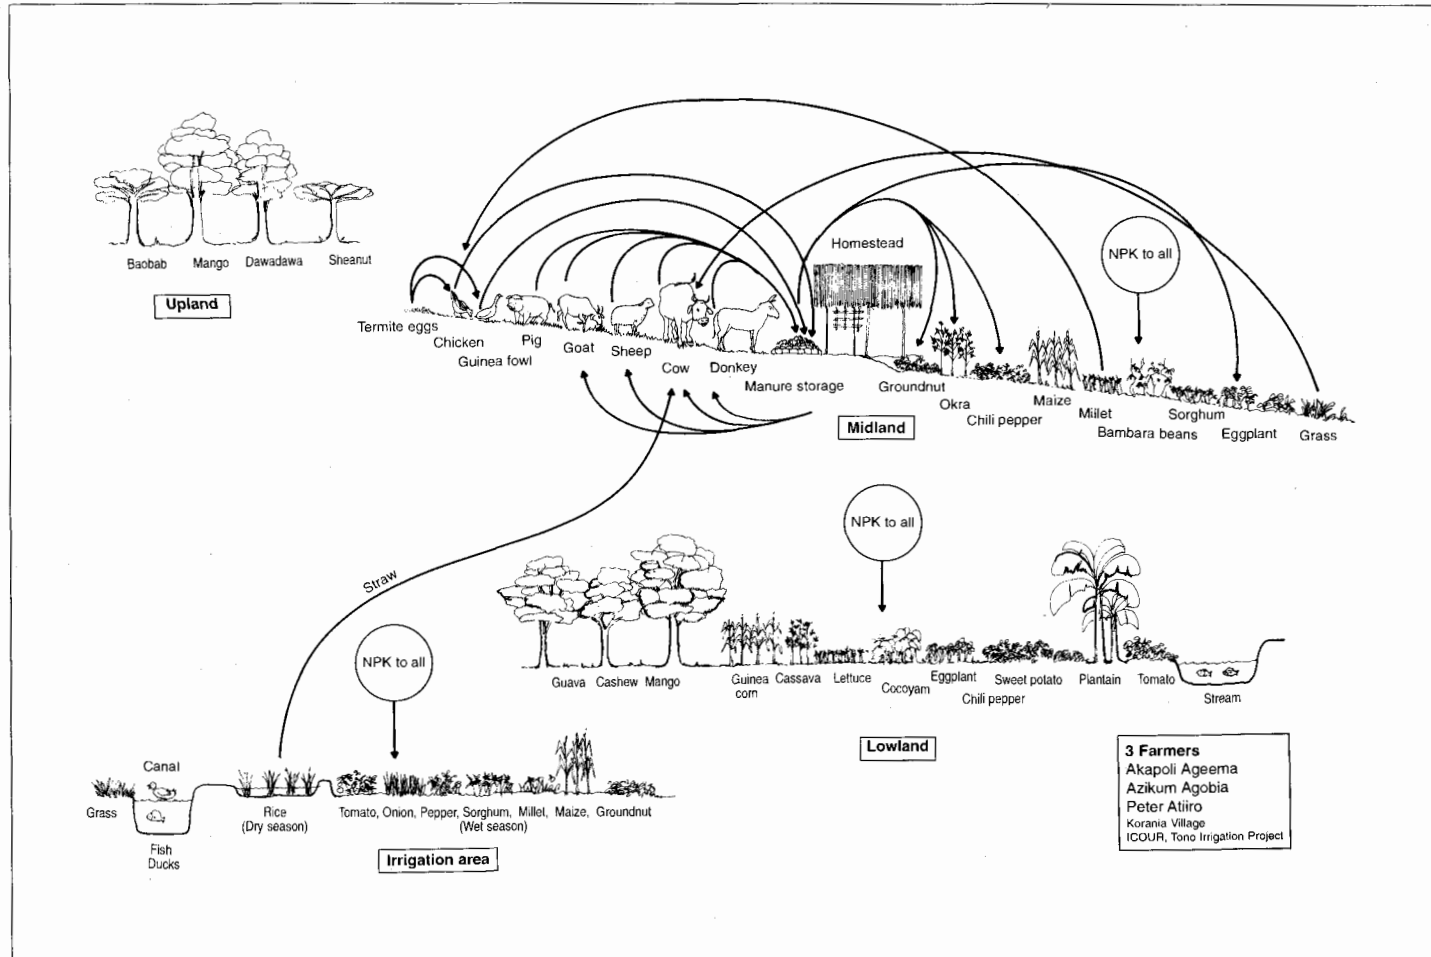 Baobab
Mango
Dawadawa
Sheanut
Upland
Homestead
NPK to all
Termite eggs
Chicken
Guinea fowl
Pig
Goat
Sheep
Cow
Donkey
Manure storage
Groundnut
Okra
Chili pepper
Maize
Millet
Bambara beans
Sorghum
Eggplant
Grass
Midland
NPK to all
Straw
Guava
Cashew
Mango
Guinea
corn
Cassava
Lettuce
Cocoyam
Eggplant
Chili pepper
Sweet potato
Plantain
Tomato
Stream
Lowland
NPK to all
Canal
Grass
Fish
Ducks
Rice
(Dry season)
Tomato, Onion, Pepper, Sorghum, Millet, Maize, Groundnut
(Wet season)
Irrigation area
3 Farmers
Akapoli Ageema
Azikum Agobia
Peter Atiiro
Korania Village
ICOUR, Tono Irrigation Project